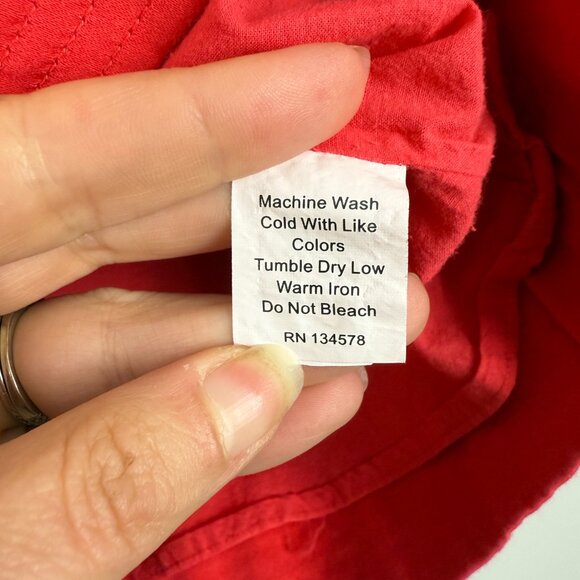 Machine Wash
Cold With Like
Colors
Tumble Dry Low
Warm Iron
Do Not Bleach
RN 134578